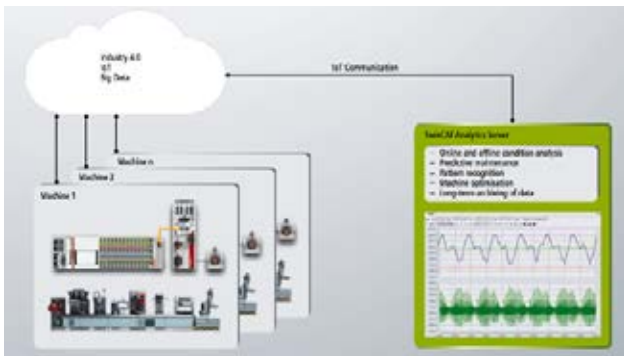 Industry 4.0
IoT
Big Data
IoT Communication
Machine n
Machine 2
Machine 1
TwinCAT Analytics Server
– Online and offline condition analysis
– Predictive maintenance
– Pattern recognition
– Machine optimisation
– Long-term archiving of data